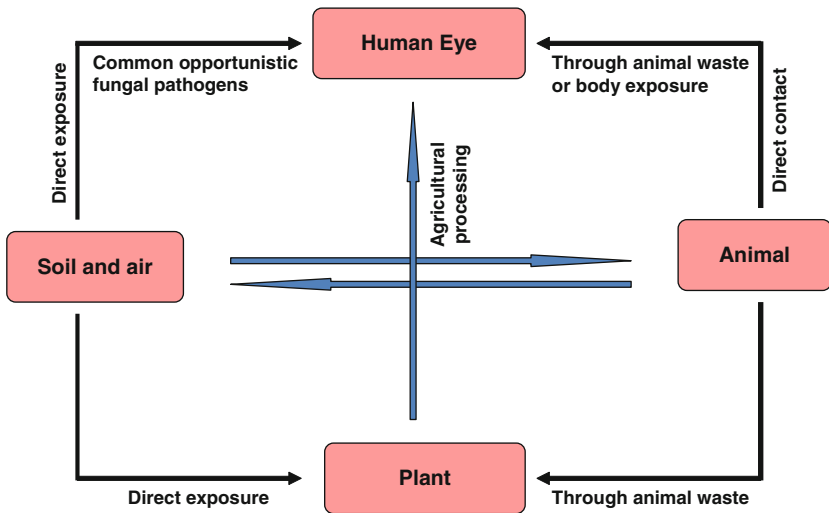 Human Eye
Common opportunistic
fungal pathogens
Through animal waste
or body exposure
Direct exposure
Direct contact
Agricultural
processing
Soil and air
Animal
Plant
Direct exposure
Through animal waste